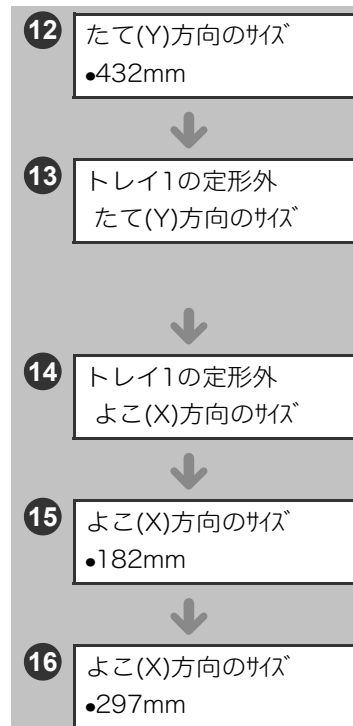 12
たて(Y)方向のｻｲｽﾞ
●432mm
13
トレイ1の定形外
たて(Y)方向のｻｲｽﾞ
14
トレイ1の定形外
よこ(X)方向のｻｲｽﾞ
15
よこ(X)方向のｻｲｽﾞ
●182mm
16
よこ(X)方向のｻｲｽﾞ
●297mm